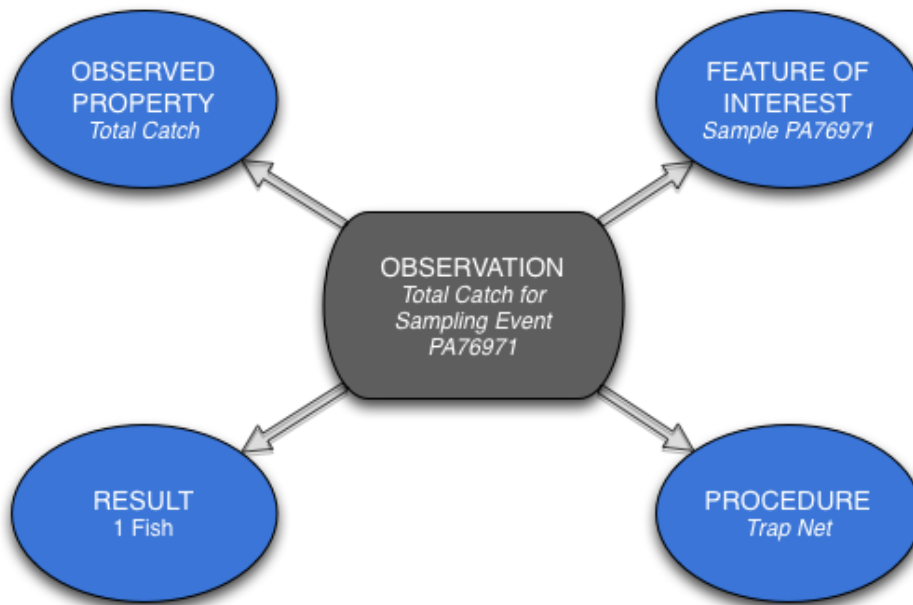 OBSERVED
PROPERTY
Total Catch
FEATURE OF
INTEREST
Sample PA76971
OBSERVATION
Total Catch for
Sampling Event
PA76971
RESULT
1 Fish
PROCEDURE
Trap Net